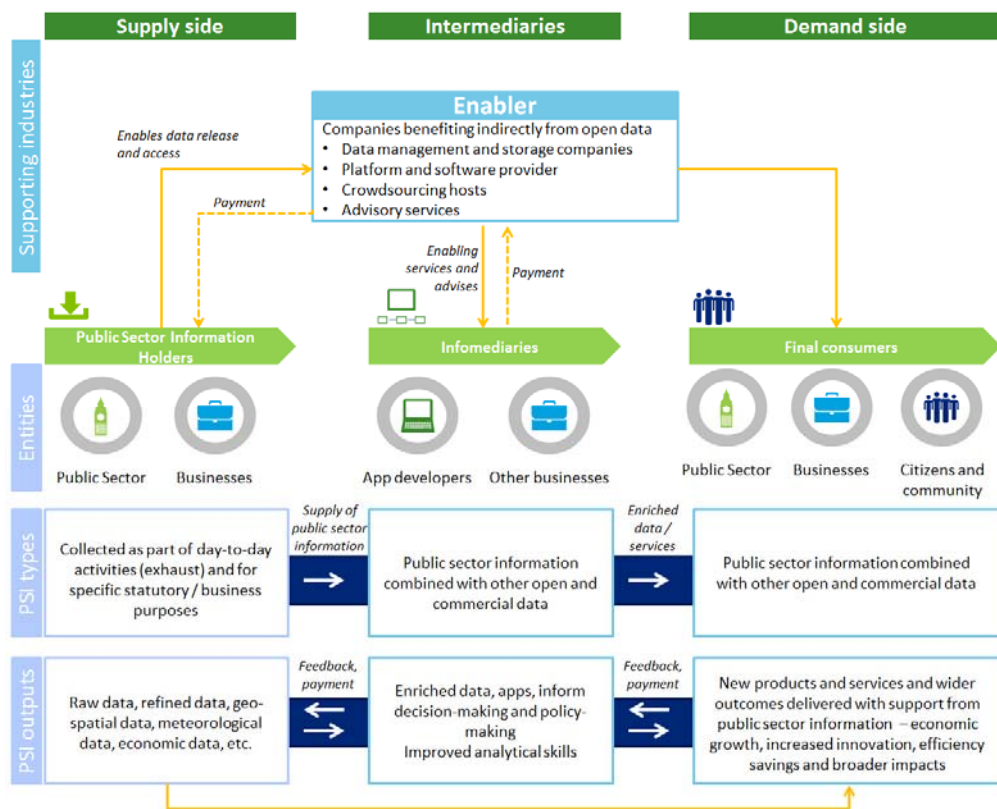 Supply side
Intermediaries
Demand side
Supporting industries
Enabler
Companies benefiting indirectly from open data
• Data management and storage companies
• Platform and software provider
• Crowdsourcing hosts
• Advisory services
Enables data release
and access
Payment
Enabling
services and
advises
Payment
Public Sector Information
Holders
Infomediaries
Final consumers
Entities
Public Sector
Businesses
App developers
Other businesses
Public Sector
Businesses
Citizens and
community
PSI types
Collected as part of day-to-day
activities (exhaust) and for
specific statutory / business
purposes
Supply of
public sector
information
Public sector information
combined with other open and
commercial data
Enriched
data /
services
Public sector information combined
with other open and commercial data
PSI outputs
Raw data, refined data, geo-
spatial data, meteorological
data, economic data, etc.
Feedback,
payment
Enriched data, apps, inform
decision-making and policy-
making
Improved analytical skills
Feedback,
payment
New products and services and wider
outcomes delivered with support from
public sector information – economic
growth, increased innovation, efficiency
savings and broader impacts